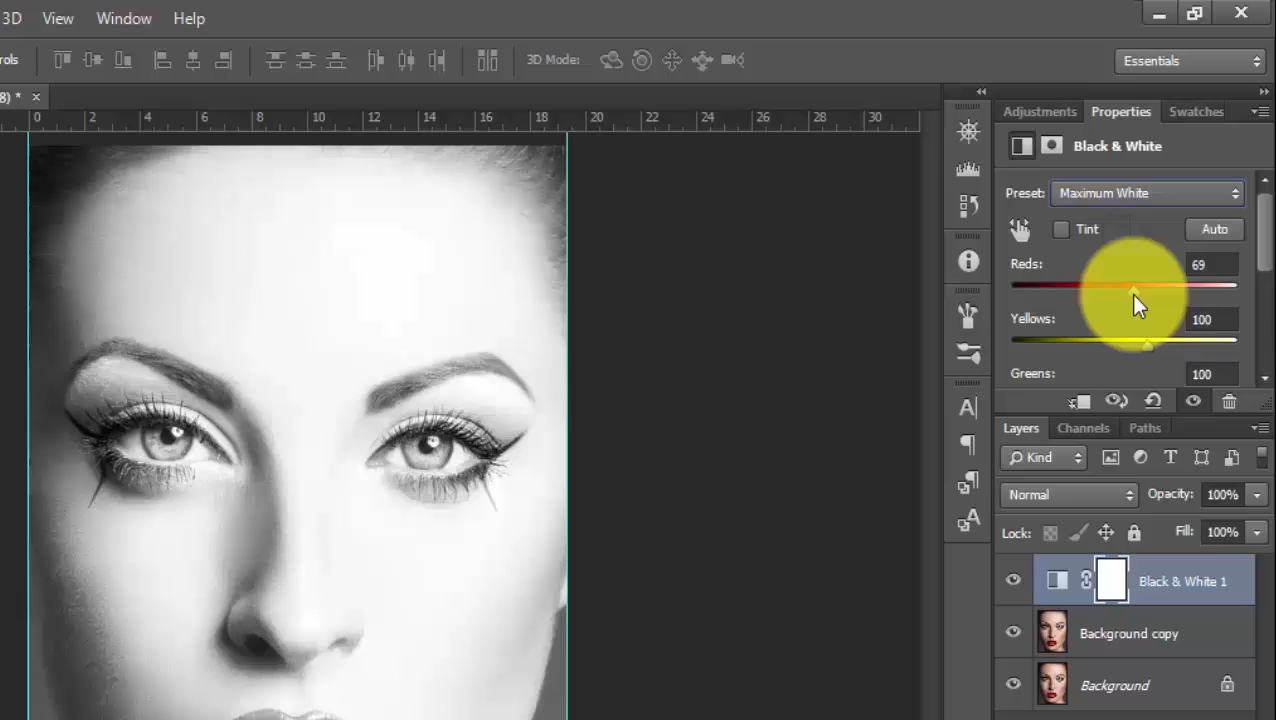 3D View Window Help
rols 3D Mode: Essentials
8) * ×
0 2 4 6 8 10 12 14 16 18 20 22 24 26 28 30
Adjustments Properties Swatches
Black & White
Preset: Maximum White
Tint Auto
Reds: 69
Yellows: 100
Greens: 100
Layers Channels Paths
Kind
Normal Opacity: 100%
Lock: Fill: 100%
Black & White 1
Background copy
Background